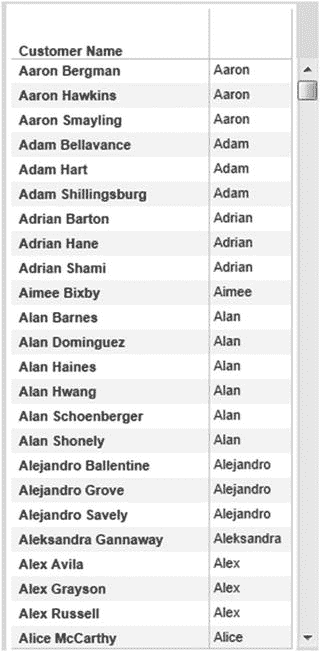 Customer Name
Aaron Bergman Aaron
Aaron Hawkins Aaron
Aaron Smayling Aaron
Adam Bellavance Adam
Adam Hart Adam
Adam Shillingsburg Adam
Adrian Barton Adrian
Adrian Hane Adrian
Adrian Shami Adrian
Aimee Bixby Aimee
Alan Barnes Alan
Alan Dominguez Alan
Alan Haines Alan
Alan Hwang Alan
Alan Schoenberger Alan
Alan Shonely Alan
Alejandro Ballentine Alejandro
Alejandro Grove Alejandro
Alejandro Savely Alejandro
Aleksandra Gannaway Aleksandra
Alex Avila Alex
Alex Grayson Alex
Alex Russell Alex
Alice McCarthy Alice